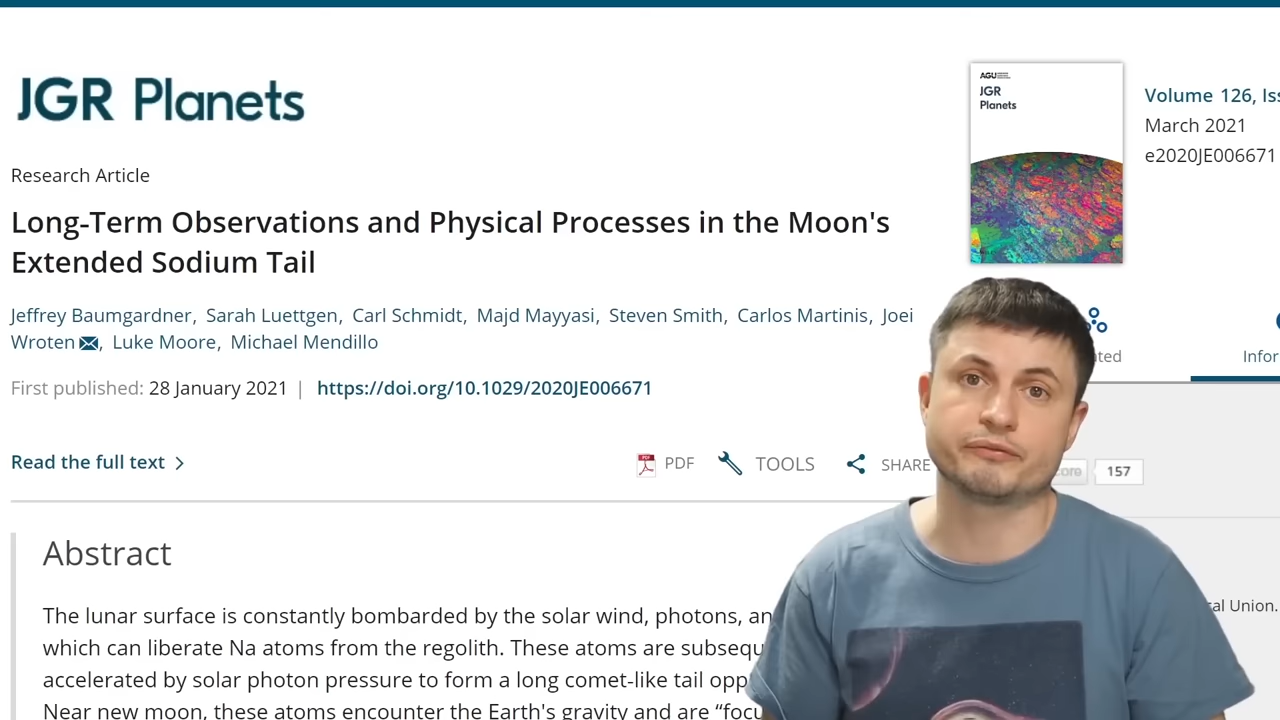 JGR Planets
AGU
JGR
Planets
Volume 126, Iss
March 2021
e2020JE006671
Research Article
Long-Term Observations and Physical Processes in the Moon's
Extended Sodium Tail
Jeffrey Baumgardner, Sarah Luettgen, Carl Schmidt, Majd Mayyasi, Steven Smith, Carlos Martinis, Joei
Wroten, Luke Moore, Michael Mendillo
First published: 28 January 2021 | https://doi.org/10.1029/2020JE006671
Infor
Read the full text
PDF
TOOLS
SHARE
157
Abstract
The lunar surface is constantly bombarded by the solar wind, photons, an
which can liberate Na atoms from the regolith. These atoms are subsequ
accelerated by solar photon pressure to form a long comet-like tail opp
Near new moon, these atoms encounter the Earth's gravity and are “focu
Union.